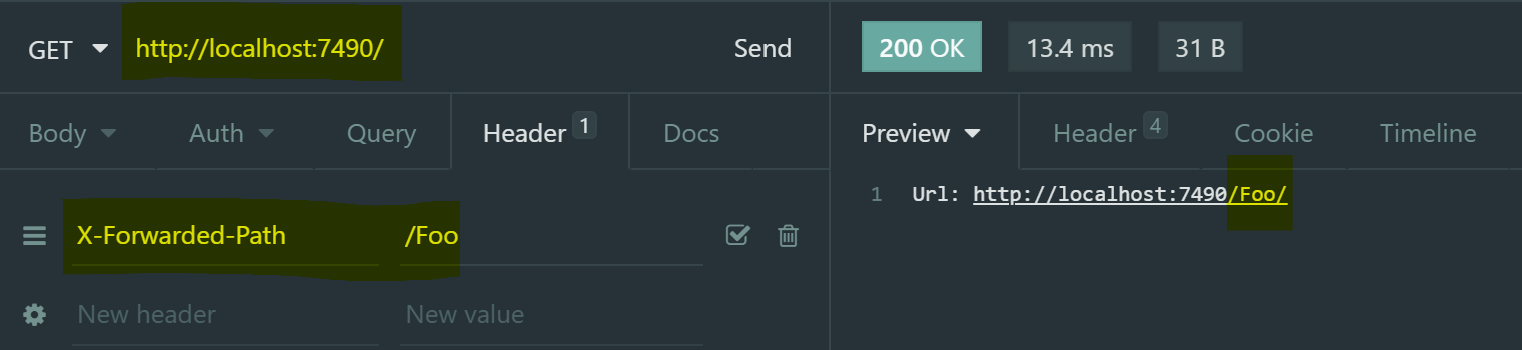 GET http://localhost:7490/ Send
200 OK 13.4 ms 31 B
Body Auth Query Header 1 Docs
Preview Header 4 Cookie Timeline
X-Forwarded-Path /Foo
1 Url: http://localhost:7490/Foo/
New header New value